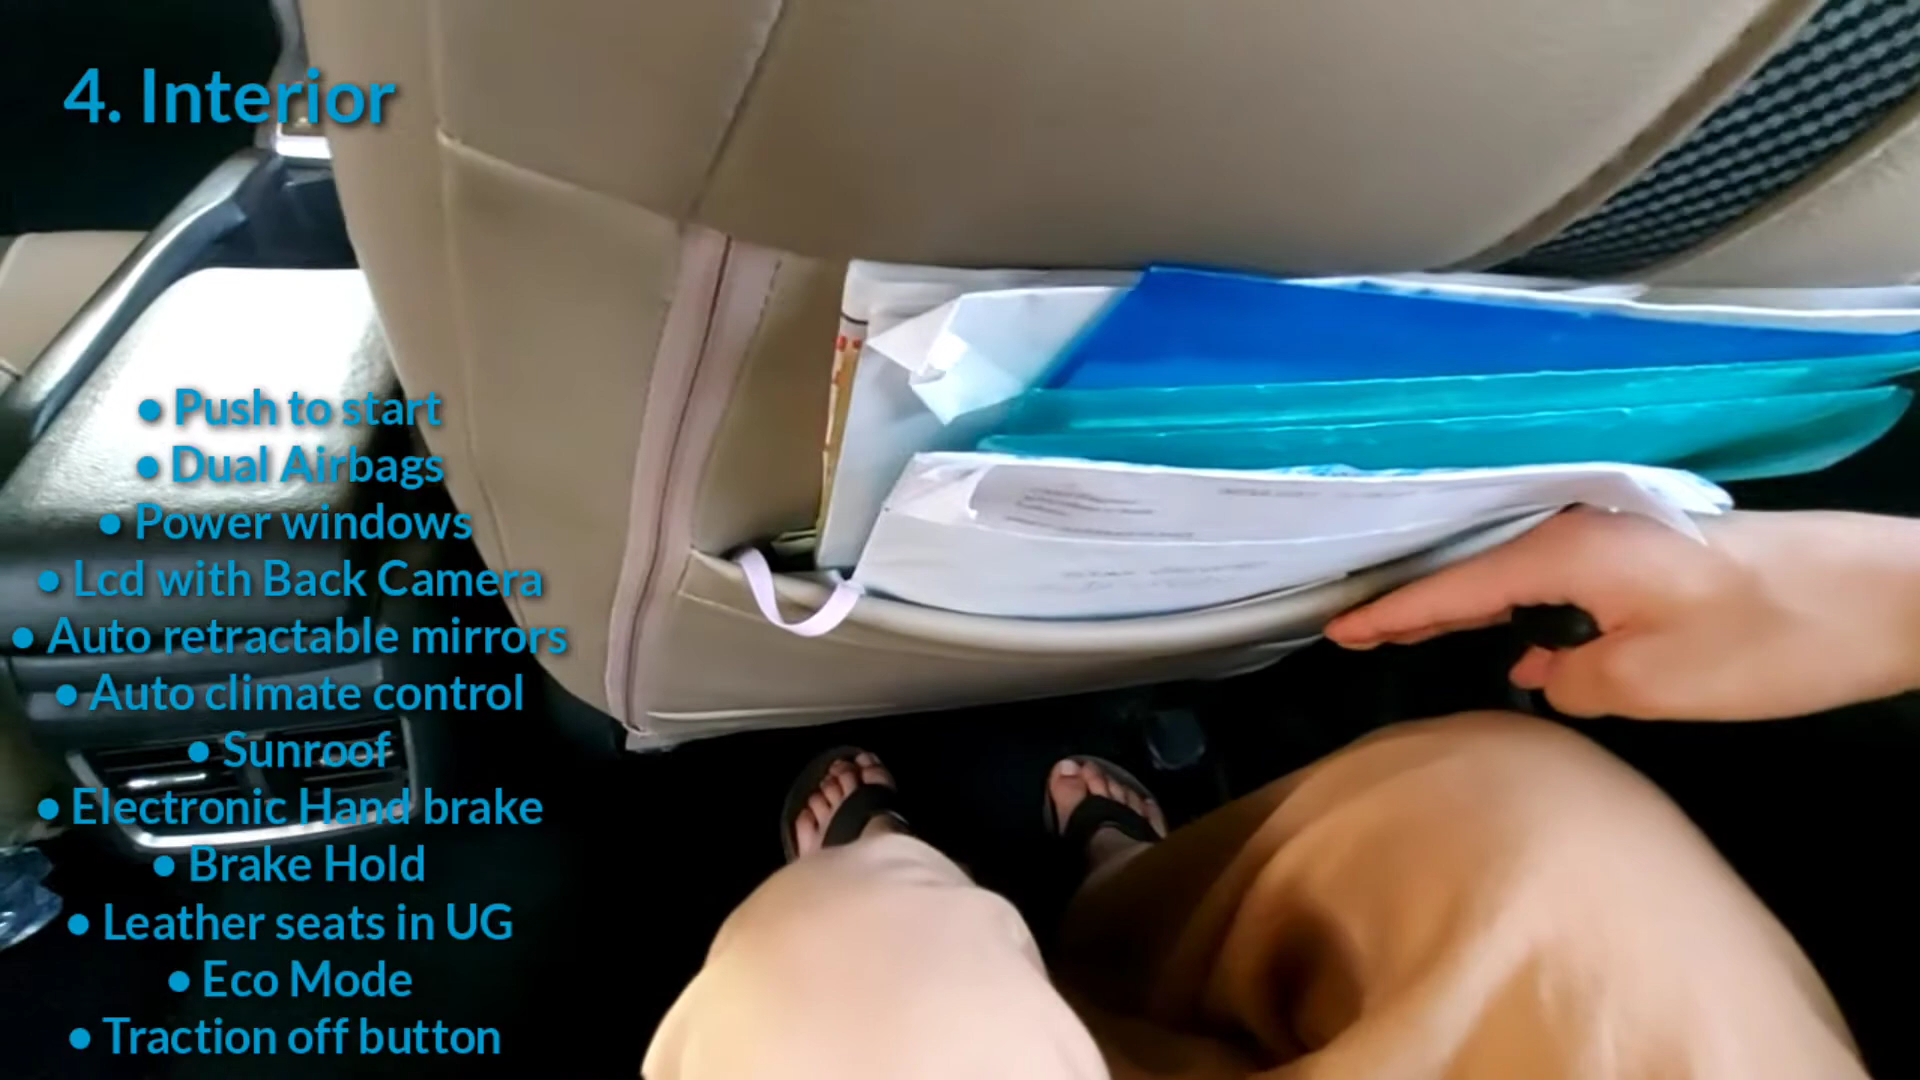 4. Interior
• Push to start
• Dual Airbags
• Power windows
• Lcd with Back Camera
• Auto retractable mirrors
• Auto climate control
• Sunroof
• Electronic Hand brake
• Brake Hold
• Leather seats in UG
• Eco Mode
• Traction off button